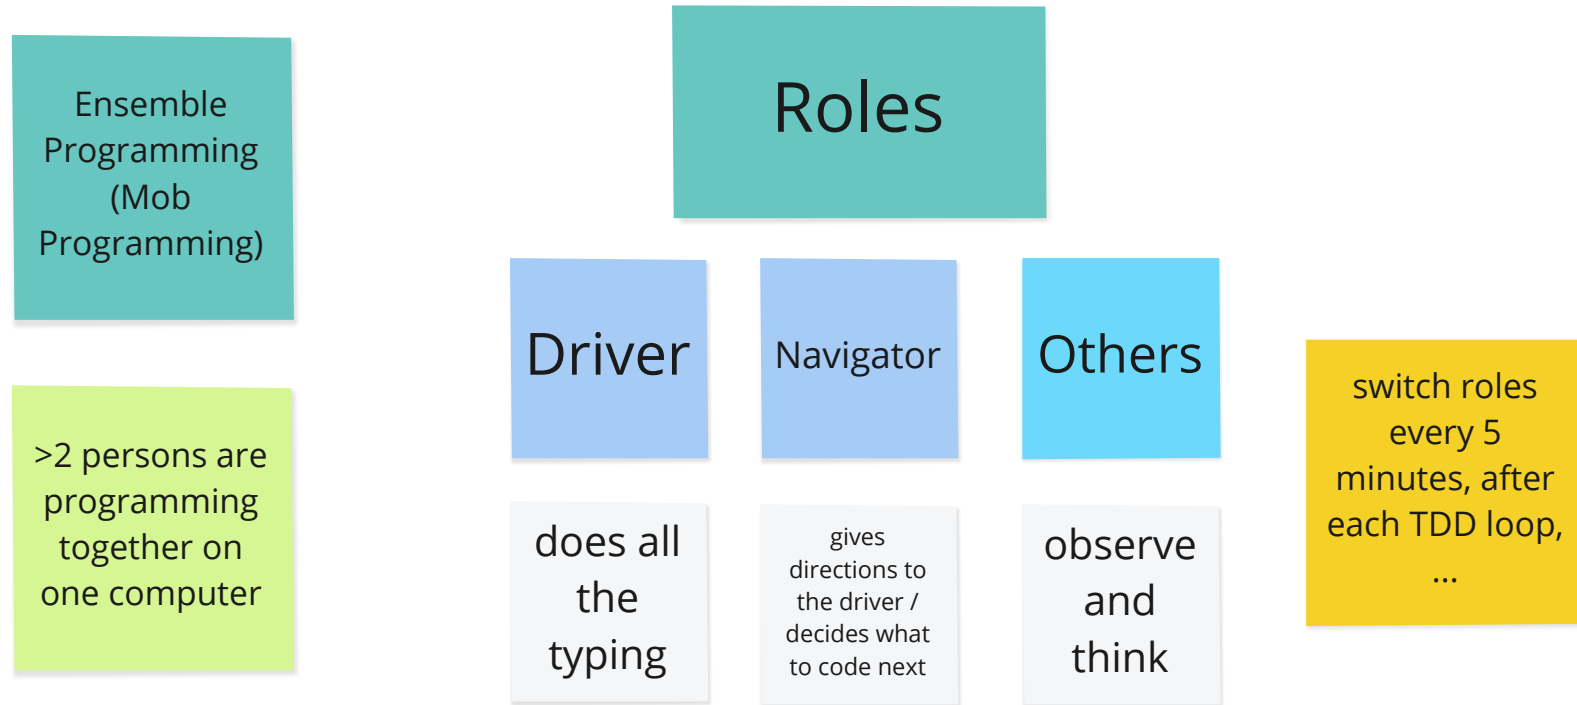 Ensemble
Programming
(Mob
Programming)
>2 persons are
programming
together on
one computer
Roles
Driver
does all
the
typing
Navigator
gives
directions to
the driver /
decides what
to code next
Others
observe
and
think
switch roles
every 5
minutes, after
each TDD loop,
...